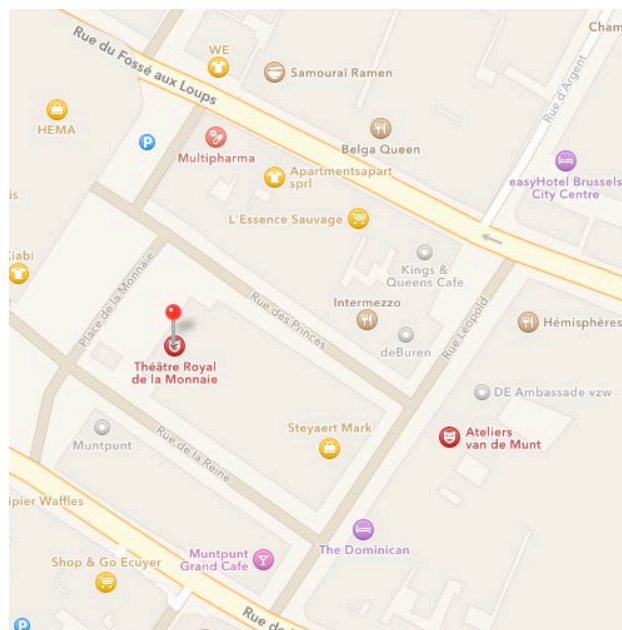 Cham
WE
Rue du Fossé aux Loups
Samouraï Ramen
Rue d'Argent
HEMA
P
Multipharma
Belga Queen
Apartmentsapart
sprl
easyHotel Brussels
City Centre
is
L'Essence Sauvage
Kiabi
Place de la Monnaie
Kings &
Queens Cafe
Rue des Princes
Intermezzo
Rue Léopold
Hémisphères
deBuren
Théâtre Royal
de la Monnaie
DE Ambassade vzw
Steyaert Mark
Ateliers
van de Munt
Muntpunt
Rue de la Reine
ipier Waffles
The Dominican
Muntpunt
Grand Cafe
Shop & Go Ecuyer
Rue de
P